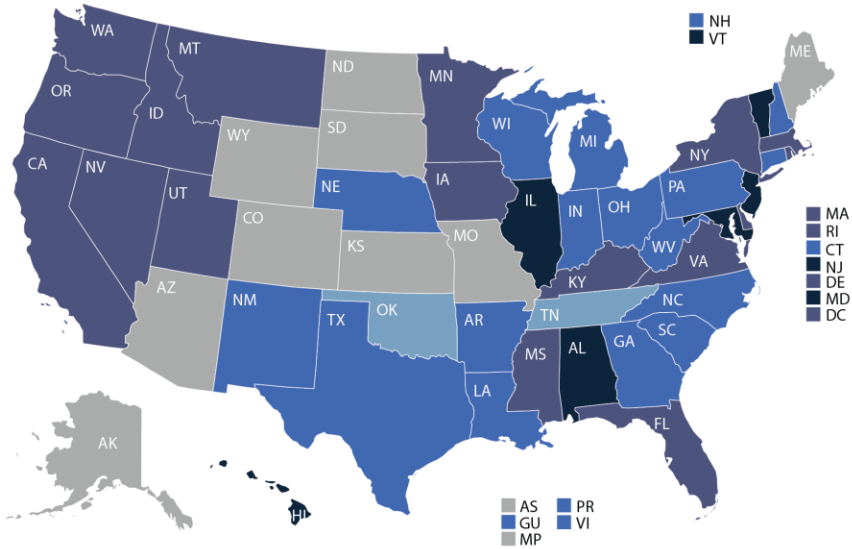 NH
VT
WA
MT
ND
MN
ME
OR
ID
SD
WY
WI
MI
NY
CA
NV
UT
NE
IA
IL
IN
OH
PA
CO
KS
MO
WV
VA
KY
MA
RI
CT
NJ
DE
MD
DC
AZ
NM
TX
OK
AR
TN
NC
SC
MS
AL
GA
LA
FL
AK
HI
AS
GU
MP
PR
VI